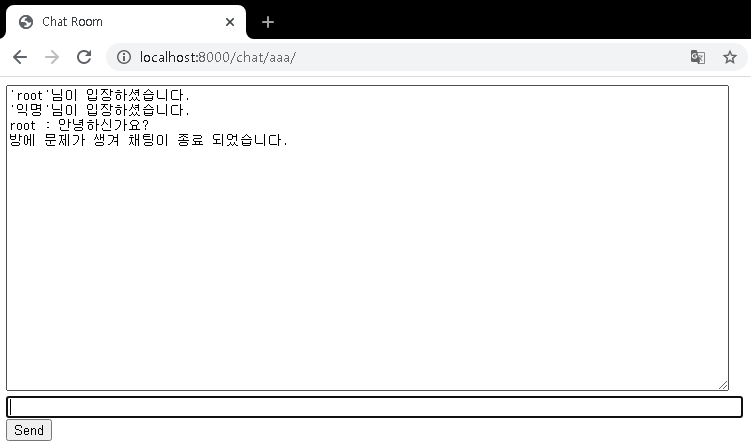 Chat Room
localhost:8000/chat/aaa/
'root'님이 입장하셨습니다.
'익명'님이 입장하셨습니다.
root : 안녕하신가요?
방에 문제가 생겨 채팅이 종료 되었습니다.
Send